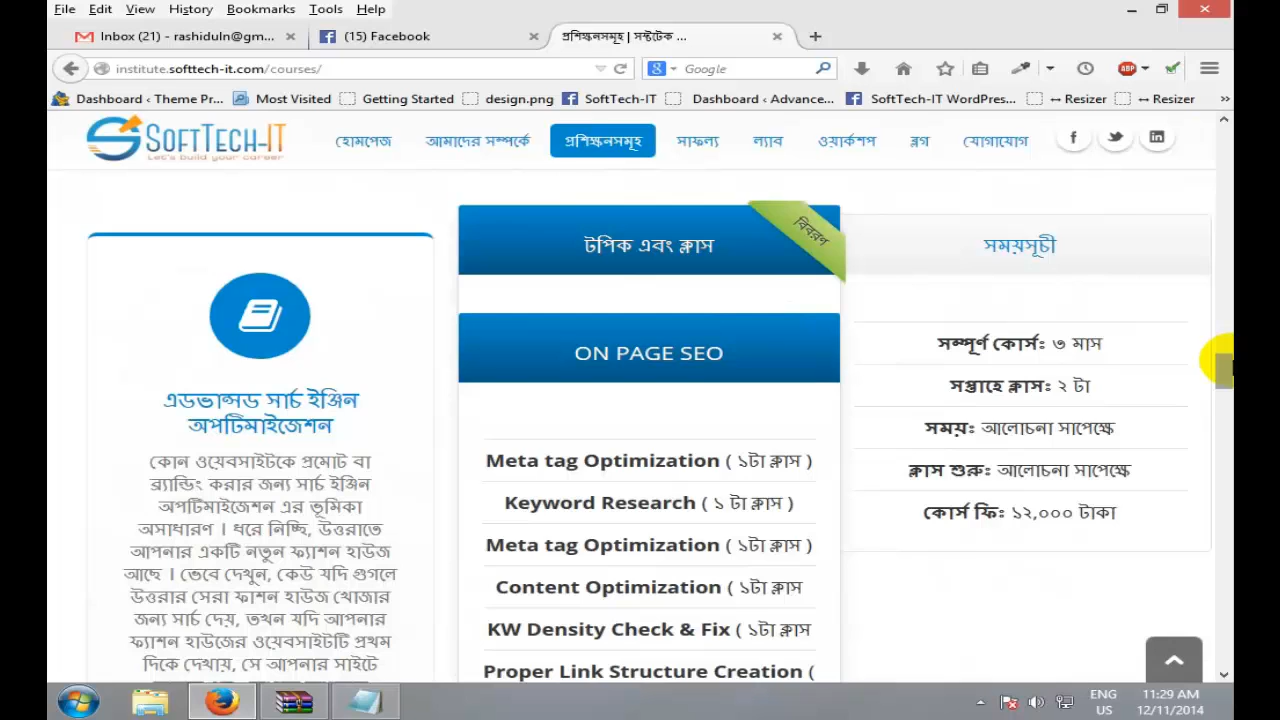 File Edit View History Bookmarks Tools Help
Inbox (21) - rashiduln@gm...
(15) Facebook
প্রশিক্ষনসমূহ | সফ্টটেক ...
institute.softtech-it.com/courses/
Google
Dashboard ‹ Theme Pr...
Most Visited
Getting Started
design.png
SoftTech-IT
Dashboard ‹ Advance...
SoftTech-IT WordPres...
↔ Resizer
↔ Resizer
SOFTTECH-IT
Let's build your career
হোমপেজ
আমাদের সম্পর্কে
প্রশিক্ষনসমূহ
সাফল্য
ল্যাব
ওয়ার্কশপ
ব্লগ
যোগাযোগ
এডভান্সড সার্চ ইঞ্জিন
অপটিমাইজেশন
কোন ওয়েবসাইটকে প্রমোট বা
ব্র্যান্ডিং করার জন্য সার্চ ইঞ্জিন
অপটিমাইজেশন এর ভূমিকা
অসাধারণ । ধরে নিচ্ছি, উত্তরাতে
আপনার একটি নতুন ফ্যাশন হাউজ
আছে । ভেবে দেখুন, কেউ যদি গুগলে
উত্তরার সেরা ফাশন হাউজ খোজার
জন্য সার্চ দেয়, তখন যদি আপনার
ফ্যাশন হাউজের ওয়েবসাইটটি প্রথম
দিকে দেখায়, সে আপনার সাইটে
টপিক এবং ক্লাস
বিবরণ
ON PAGE SEO
Meta tag Optimization ( ১টা ক্লাস )
Keyword Research ( ১ টা ক্লাস )
Meta tag Optimization ( ১টা ক্লাস )
Content Optimization ( ১টা ক্লাস
KW Density Check & Fix ( ১টা ক্লাস
Proper Link Structure Creation (
সময়সূচী
সম্পূর্ণ কোর্সঃ ৩ মাস
সপ্তাহে ক্লাসঃ ২ টা
সময়ঃ আলোচনা সাপেক্ষে
ক্লাস শুরুঃ আলোচনা সাপেক্ষে
কোর্স ফিঃ ১২,০০০ টাকা
ENG
US
11:29 AM
12/11/2014